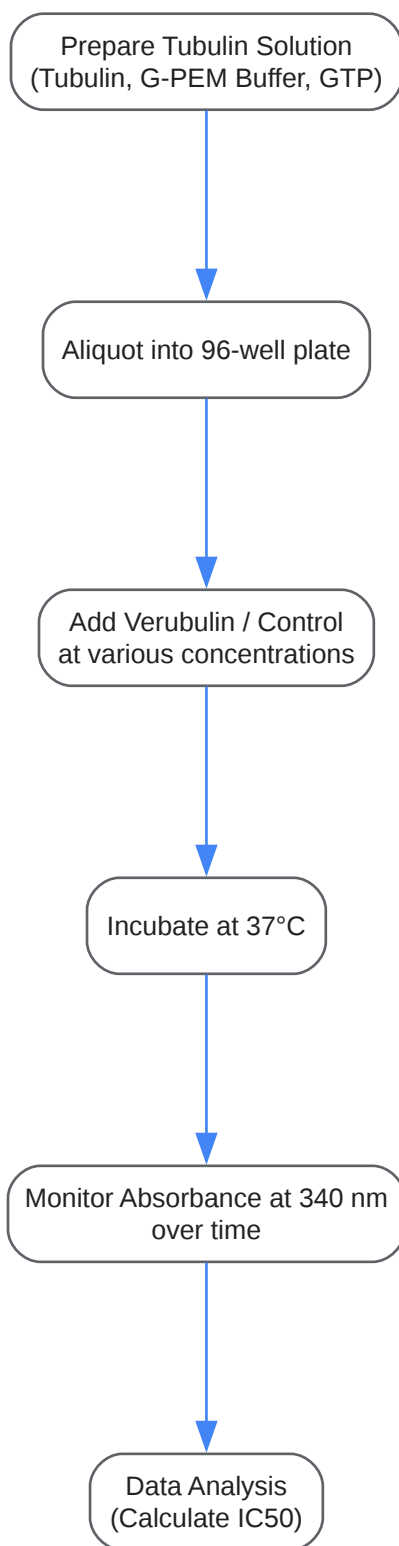 Prepare Tubulin Solution
(Tubulin, G-PEM Buffer, GTP)
Aliquot into 96-well plate
Add Verubulin / Control
at various concentrations
Incubate at 37°C
Monitor Absorbance at 340 nm
over time
Data Analysis
(Calculate IC50)